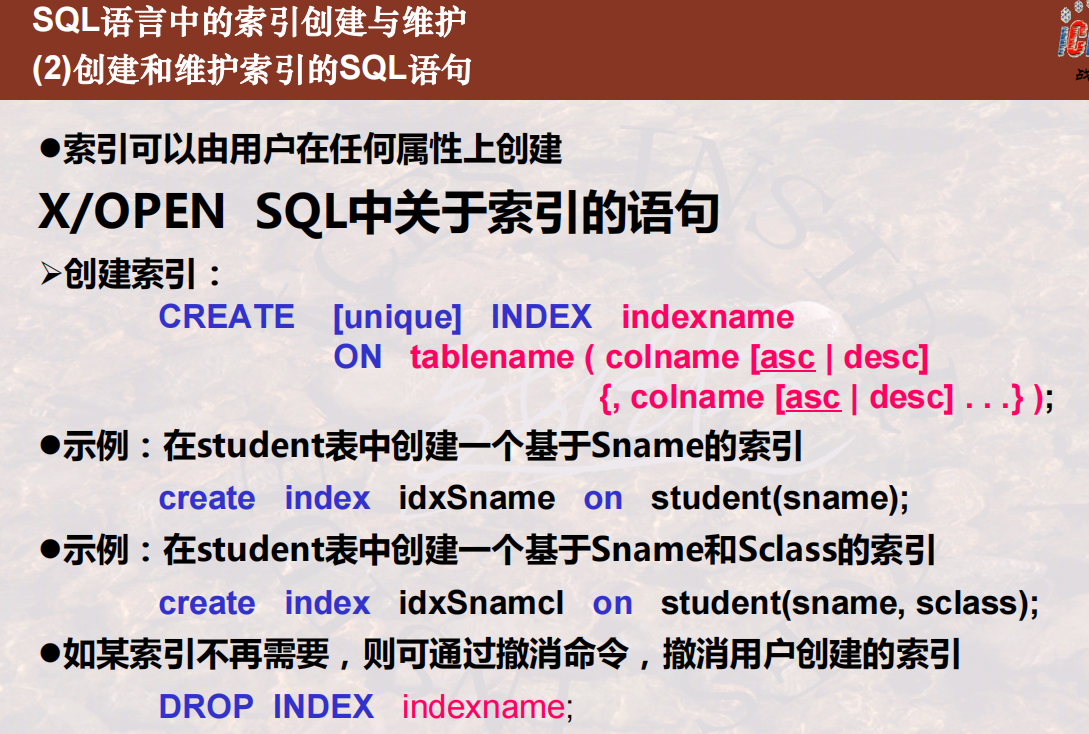 SQL语言中的索引创建与维护
(2)创建和维护索引的SQL语句
●索引可以由用户在任何属性上创建
X/OPEN SQL中关于索引的语句
➢创建索引：
CREATE [unique] INDEX indexname
ON tablename ( colname [asc | desc]
{, colname [asc | desc] . . .} );
●示例：在student表中创建一个基于Sname的索引
create index idxSname on student(sname);
●示例：在student表中创建一个基于Sname和Sclass的索引
create index idxSnamcl on student(sname, sclass);
●如某索引不再需要，则可通过撤消命令，撤消用户创建的索引
DROP INDEX indexname;